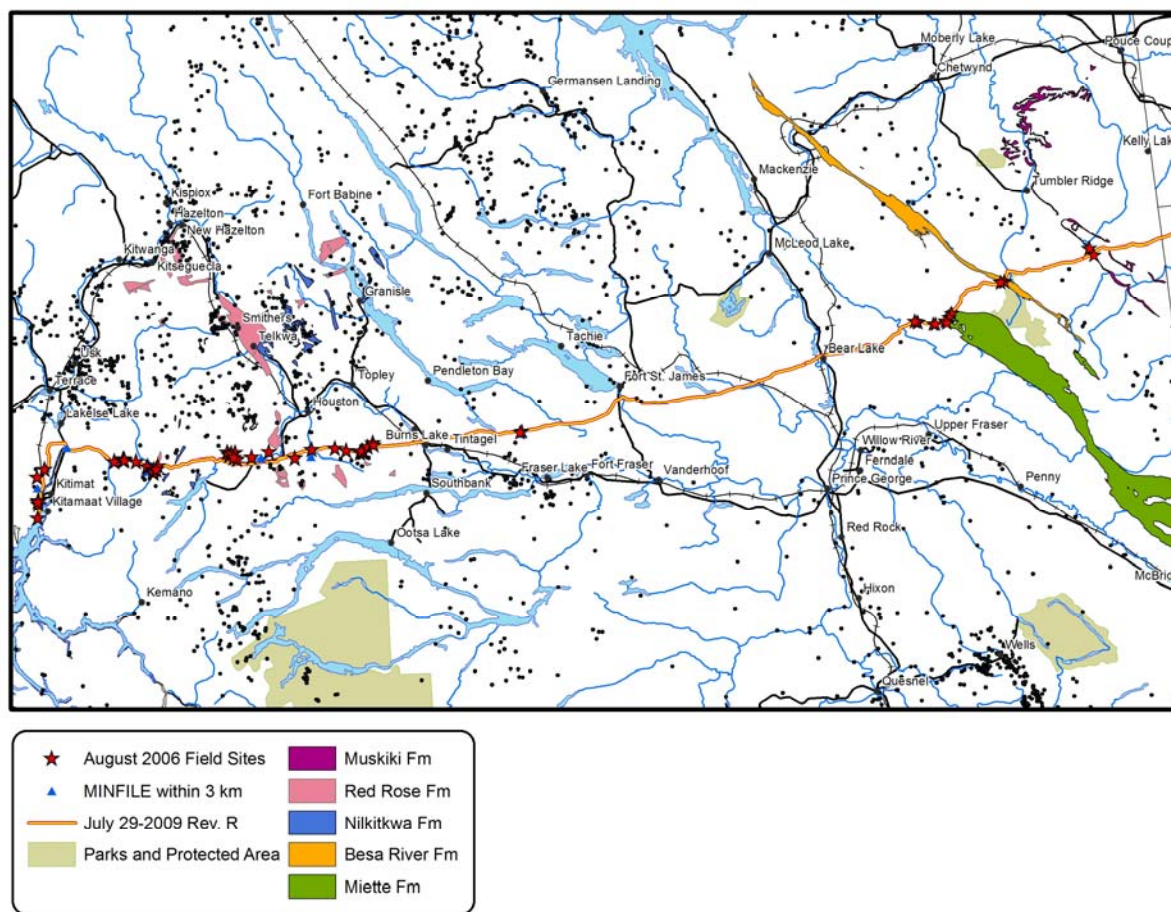 Moberly Lake
Pouce Coup
Chetwynd
Germansen Landing
Kelly Lake
Mackenzie
Tumbler Ridge
Kispiox
Fort Babine
Hazelton
New Hazelton
Kitwanga
Kitseguecla
McLeod Lake
Granisle
Smithers
Telkwa
Tachie
Usk
Bear Lake
Terrace
Topley
Pendleton Bay
Fort St. James
Lakelse Lake
Houston
Burns Lake
Tintagel
Upper Fraser
Willow River
Ferndale
Kitimat
Fraser Lake
Fort Fraser
Vanderhoof
Penny
Kitamaat Village
Southbank
Prince George
Ootsa Lake
Red Rock
McBrid
Kemano
Hixon
Wells
Quesnel
August 2006 Field Sites
MINFILE within 3 km
July 29-2009 Rev. R
Parks and Protected Area
Muskiki Fm
Red Rose Fm
Nilkitkwa Fm
Besa River Fm
Miette Fm